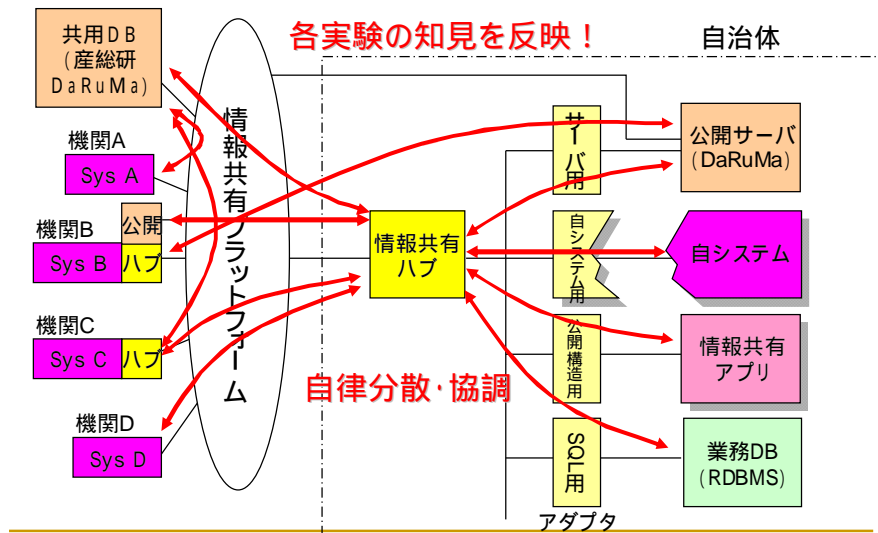 各実験の知見を反映！
自治体
共用DB
(産総研
DaRuMa)
機関A
Sys A
機関B
公開
Sys B
ハブ
機関C
Sys C
ハブ
機関D
Sys D
情報共有プラットフォーム
情報共有
ハブ
自律分散・協調
サーバ用
自システム用
公開構造用
SQL用
アダプタ
公開サーバ
(DaRuMa)
自システム
情報共有
アプリ
業務DB
(RDBMS)